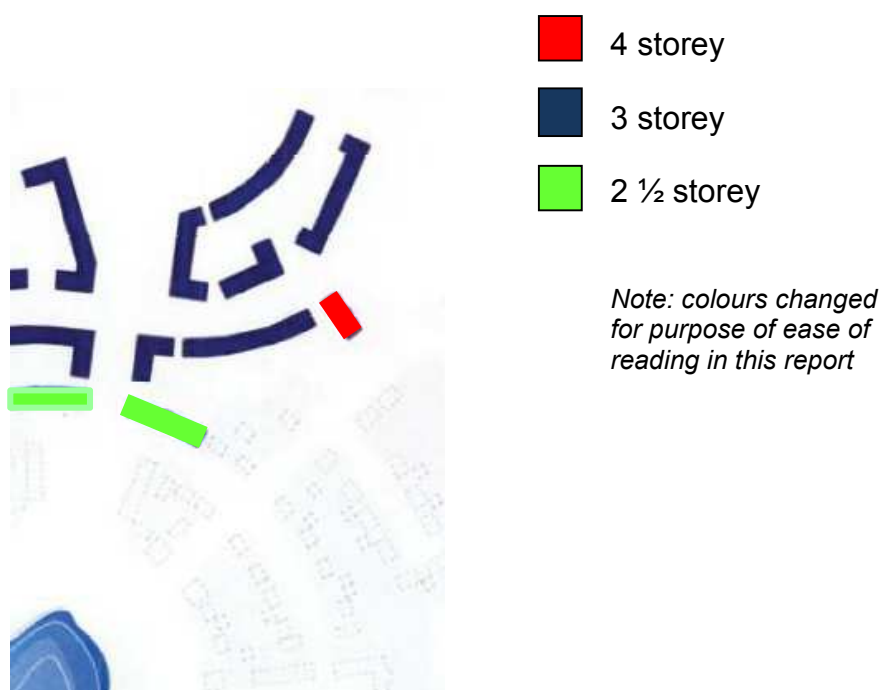 4 storey
3 storey
2 ½ storey
Note: colours changed
for purpose of ease of
reading in this report